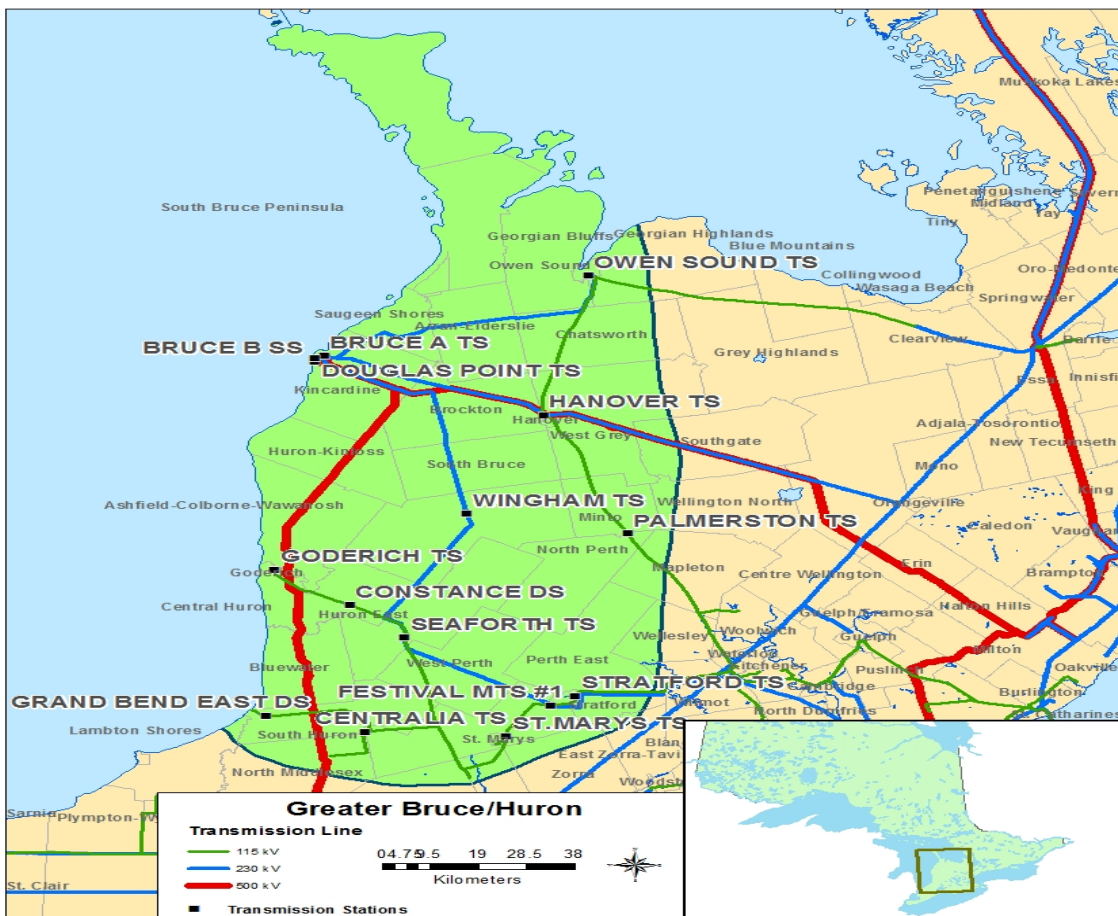 Muskoka Lakes
South Bruce Peninsula
Penetanguishene
Severn
Midland
Tay
Tiny
Georgian Bluffs
Georgian Highlands
Blue Mountains
Owen Sound
OWEN SOUND TS
Collingwood
Oro-Medonte
Wasaga Beach
Springwater
Saugeen Shores
Arran-Elderslie
Chatsworth
Clearview
Barrie
BRUCE B SS
BRUCE A TS
Grey Highlands
DOUGLAS POINT TS
Essa
Innisfi
Kincardine
HANOVER TS
Brockton
Hanover
Adjala-Tosorontio
West Grey
Southgate
New Tecumseth
Huron-Kinloss
South Bruce
Mono
King
Ashfield-Colborne-Wawanosh
WINGHAM TS
Wellington North
Orangeville
Minto
PALMERSTON TS
Caledon
Vaughan
North Perth
GODERICH TS
Goderich
Mapleton
Centre Wellington
Erin
Brampton
CONSTANCE DS
Central Huron
Huron East
Guelph/Eramosa
Halton Hills
SEAFORTH TS
Wellesley
Woolwich
Guelph
Waterloo
Milton
Bluewater
West Perth
Perth East
Kitchener
Puslinch
Oakville
FESTIVAL MTS #1
STRATFORD TS
Cambridge
GRAND BEND EAST DS
Stratford
Wilmot
North Dumfries
Burlington
CENTRALIA TS
ST.MARYS TS
Catharines
Lambton Shores
South Huron
St. Marys
East Zorra-Tavi
Blan
North Middlesex
Zorra
Woodst
Sarnia
Plympton-W
St. Clair
Greater Bruce/Huron
Transmission Line
115 kV
230 kV
500 kV
0 4.75 9.5 19 28.5 38
Kilometers
Transmission Stations